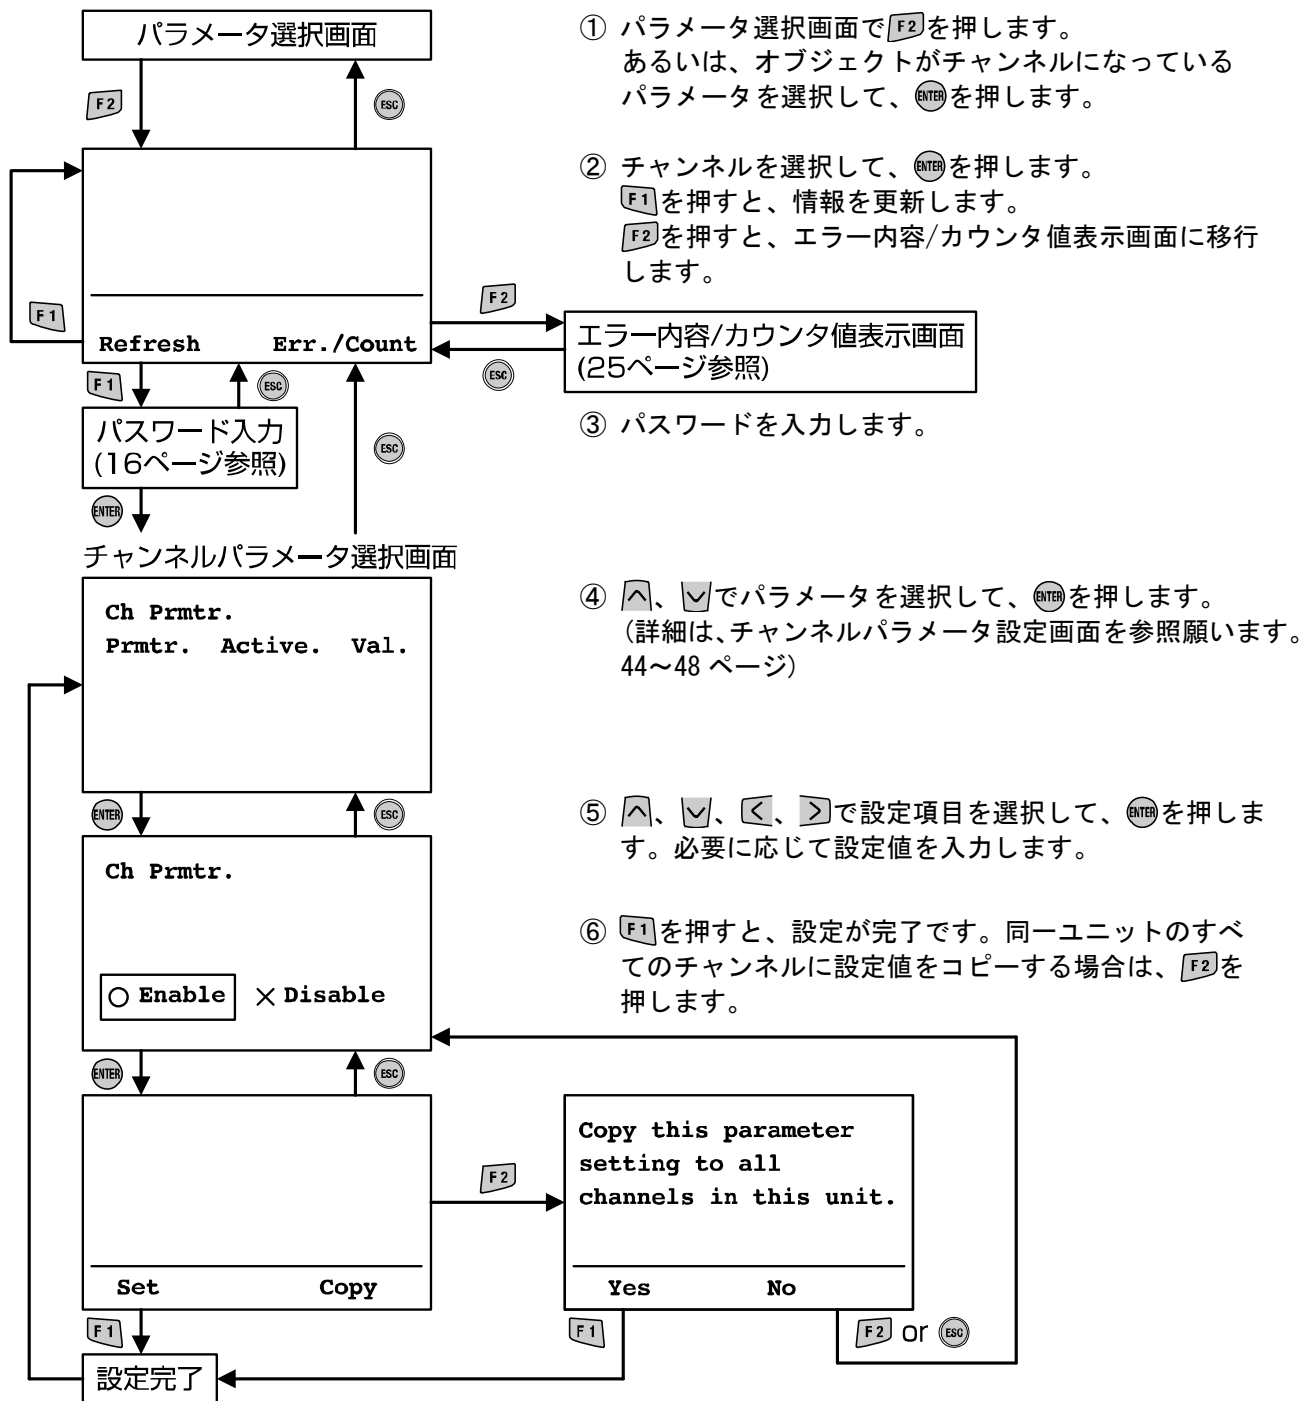 パラメータ選択画面
F2
ESC
F1
Refresh Err./Count
F2
エラー内容/カウンタ値表示画面
(25ページ参照)
ESC
F1
ESC
パスワード入力
(16ページ参照)
ESC
ENTER
チャンネルパラメータ選択画面
Ch Prmtr.
Prmtr. Active. Val.
ENTER
ESC
Ch Prmtr.
○ Enable × Disable
ENTER
ESC
F2
Set Copy
Copy this parameter
setting to all
channels in this unit.
Yes No
F1
F1
F2 or ESC
設定完了
① パラメータ選択画面でF2を押します。
あるいは、オブジェクトがチャンネルになっている
パラメータを選択して、ENTERを押します。
② チャンネルを選択して、ENTERを押します。
F1を押すと、情報を更新します。
F2を押すと、エラー内容/カウンタ値表示画面に移行
します。
③ パスワードを入力します。
④ ∧、∨でパラメータを選択して、ENTERを押します。
(詳細は、チャンネルパラメータ設定画面を参照願います。
44～48 ページ)
⑤ ∧、∨、<、>で設定項目を選択して、ENTERを押しま
す。必要に応じて設定値を入力します。
⑥ F1を押すと、設定が完了です。同一ユニットのすべ
てのチャンネルに設定値をコピーする場合は、F2を
押します。